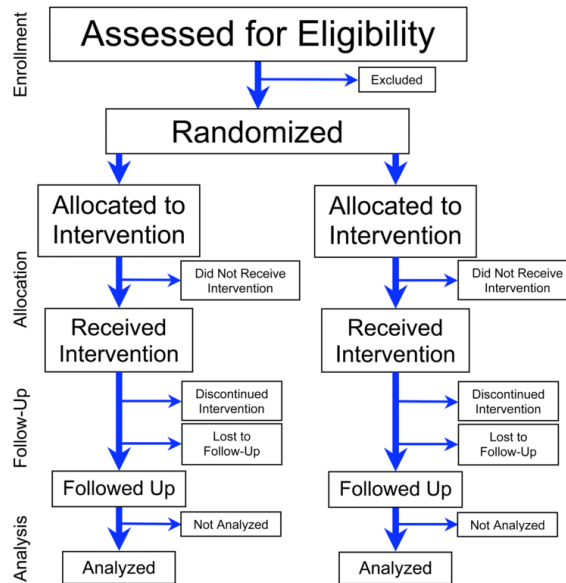 Enrollment
Assessed for Eligibility
Excluded
Randomized
Allocated to
Intervention
Allocated to
Intervention
Allocation
Did Not Receive
Intervention
Did Not Receive
Intervention
Received
Intervention
Received
Intervention
Follow-Up
Discontinued
Intervention
Discontinued
Intervention
Lost to
Follow-Up
Lost to
Follow-Up
Followed Up
Followed Up
Analysis
Not Analyzed
Not Analyzed
Analyzed
Analyzed